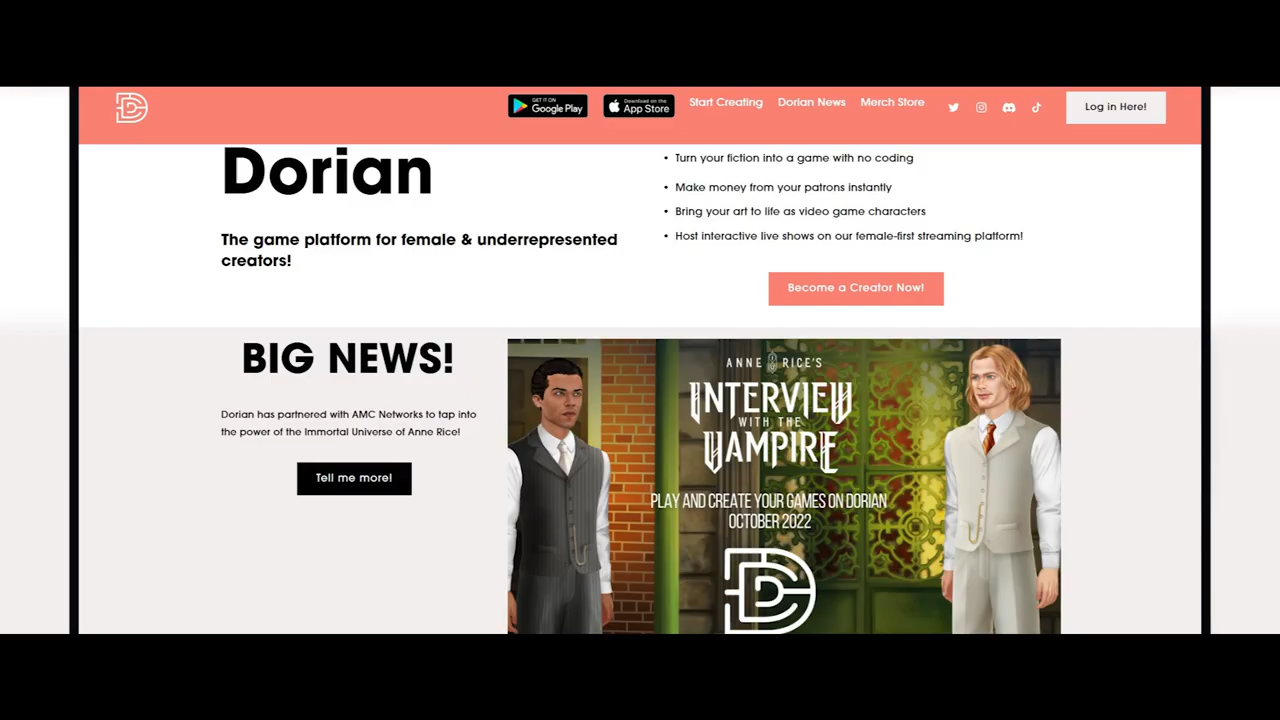 GET IT ON
Google Play
Download on the
App Store
Start Creating
Dorian News
Merch Store
Log in Here!
Dorian
The game platform for female & underrepresented
creators!
• Turn your fiction into a game with no coding
• Make money from your patrons instantly
• Bring your art to life as video game characters
• Host interactive live shows on our female-first streaming platform!
Become a Creator Now!
BIG NEWS!
Dorian has partnered with AMC Networks to tap into
the power of the Immortal Universe of Anne Rice!
Tell me more!
ANNE RICE'S
INTERVIEW
WITH THE
VAMPIRE
PLAY AND CREATE YOUR GAMES ON DORIAN
OCTOBER 2022